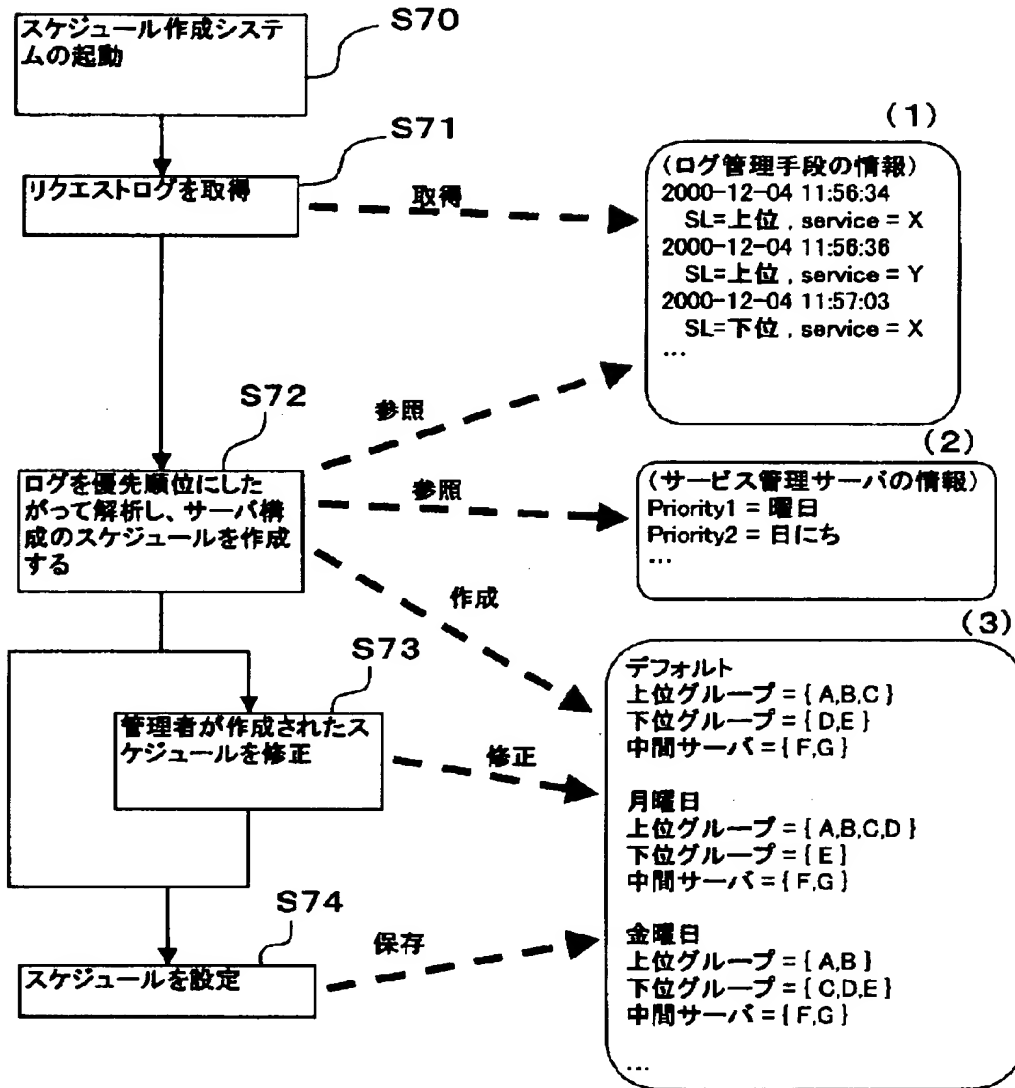 スケジュール作成システ
ムの起動
S70
S71
リクエストログを取得
取得
(1)
(ログ管理手段の情報)
2000-12-04 11:56:34
SL=上位 , service = X
2000-12-04 11:56:36
SL=上位 , service = Y
2000-12-04 11:57:03
SL=下位 , service = X
...
S72
ログを優先順位にした
がって解析し、サーバ構
成のスケジュールを作成
する
参照
参照
作成
(2)
(サービス管理サーバの情報)
Priority1 = 曜日
Priority2 = 日にち
...
S73
管理者が作成されたス
ケジュールを修正
修正
(3)
デフォルト
上位グループ = { A,B,C }
下位グループ = { D,E }
中間サーバ = { F,G }
月曜日
上位グループ = { A,B,C,D }
下位グループ = { E }
中間サーバ = { F,G }
金曜日
上位グループ = { A,B }
下位グループ = { C,D,E }
中間サーバ = { F,G }
...
S74
スケジュールを設定
保存